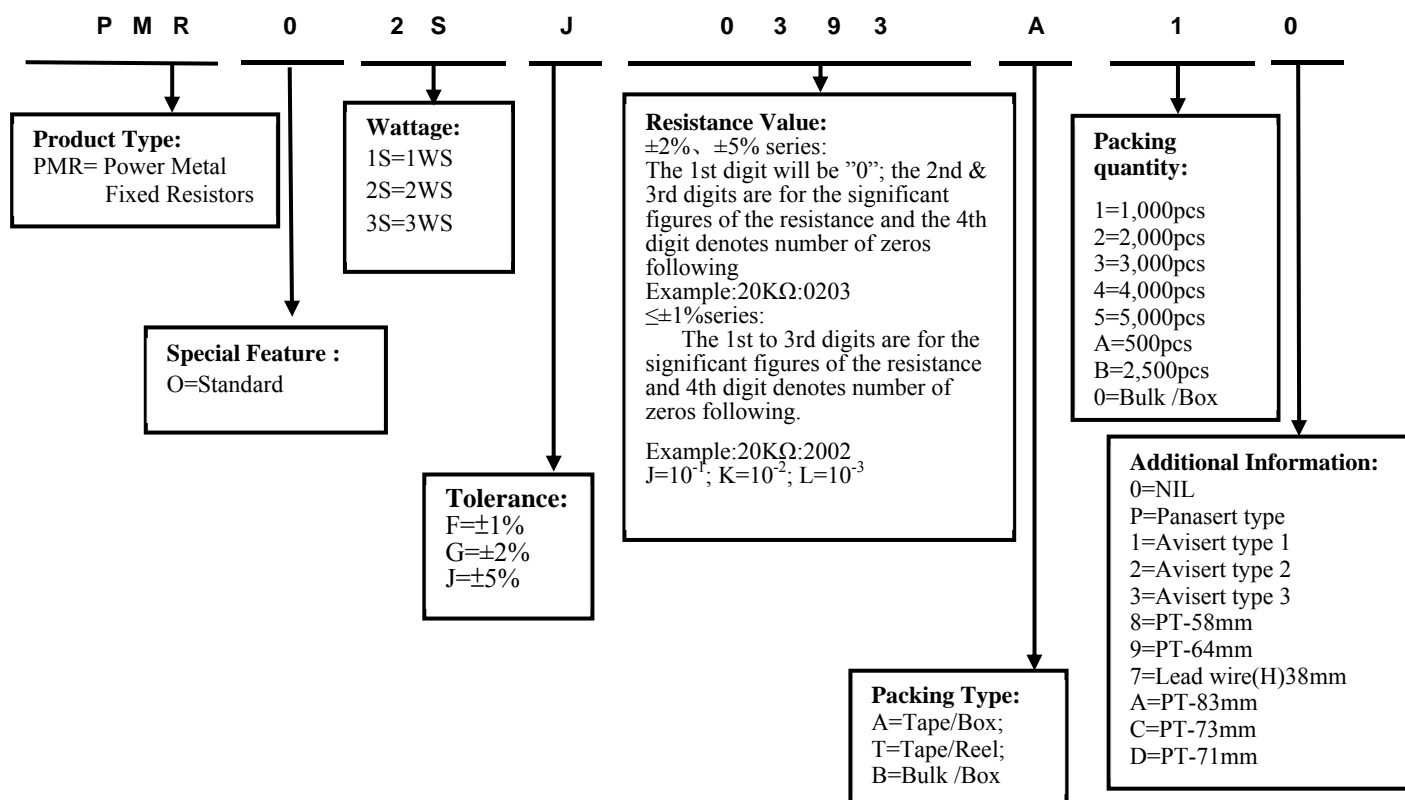 P M R 0 2 S J 0 3 9 3 A 1 0
Product Type:
PMR= Power Metal
Fixed Resistors
Special Feature :
O=Standard
Wattage:
1S=1WS
2S=2WS
3S=3WS
Tolerance:
F=±1%
G=±2%
J=±5%
Resistance Value:
±2%、±5% series:
The 1st digit will be ”0”; the 2nd &
3rd digits are for the significant
figures of the resistance and the 4th
digit denotes number of zeros
following
Example:20KΩ:0203
≤±1%series:
The 1st to 3rd digits are for the
significant figures of the resistance
and 4th digit denotes number of
zeros following.
Example:20KΩ:2002
J=10⁻¹; K=10⁻²; L=10⁻³
Packing Type:
A=Tape/Box;
T=Tape/Reel;
B=Bulk /Box
Packing
quantity:
1=1,000pcs
2=2,000pcs
3=3,000pcs
4=4,000pcs
5=5,000pcs
A=500pcs
B=2,500pcs
0=Bulk /Box
Additional Information:
0=NIL
P=Panasert type
1=Avisert type 1
2=Avisert type 2
3=Avisert type 3
8=PT-58mm
9=PT-64mm
7=Lead wire(H)38mm
A=PT-83mm
C=PT-73mm
D=PT-71mm